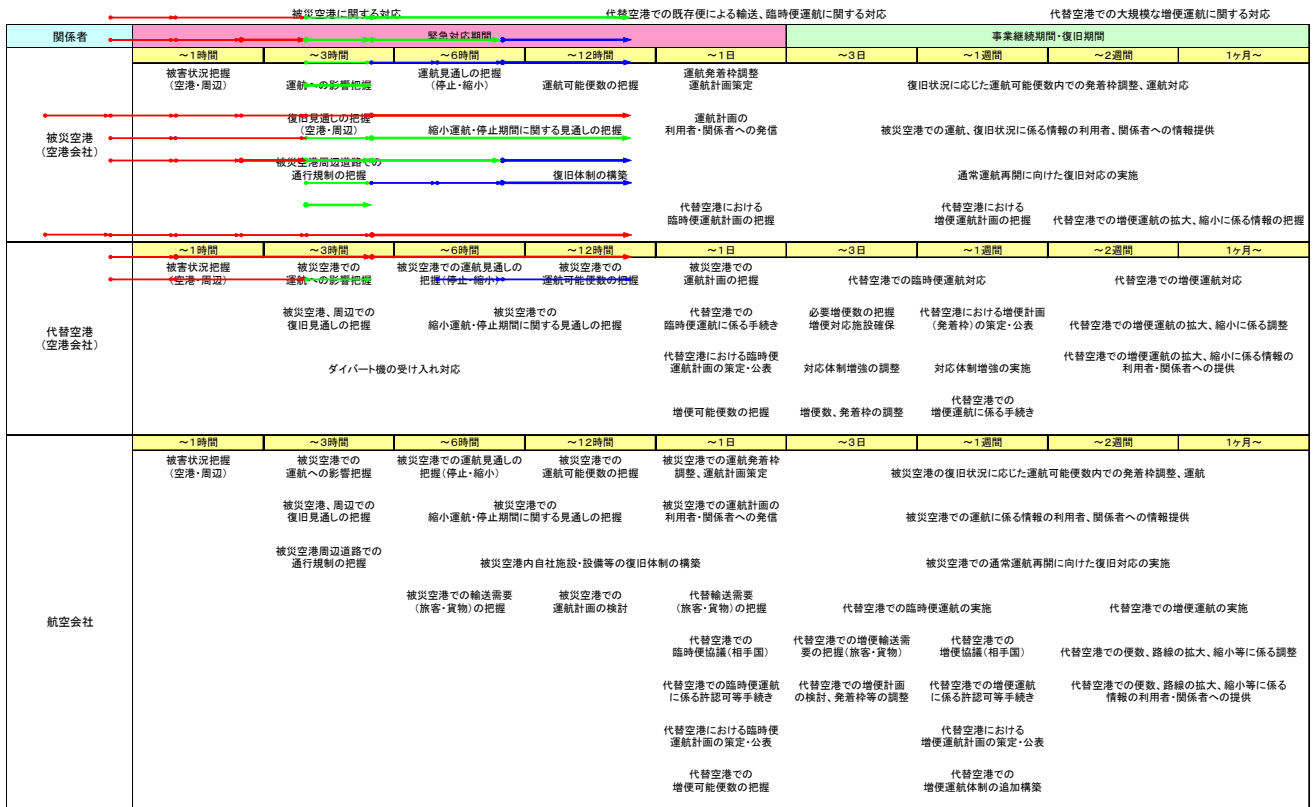 被災空港に関する対応 代替空港での既存便による輸送、臨時便運航に関する対応 代替空港での大規模な増便運航に関する対応
関係者 緊急対応期間 事業継続期間・復旧期間
～1時間 ～3時間 ～6時間 ～12時間 ～1日 ～3日 ～1週間 ～2週間 1ヶ月～
被災空港
(空港会社)
被害状況把握
(空港・周辺)
運航への影響把握
運航見通しの把握
(停止・縮小)
運航可能便数の把握
運航発着枠調整
運航計画策定
復旧状況に応じた運航可能便数内での発着枠調整、運航対応
復旧見通しの把握
(空港・周辺)
縮小運航・停止期間に関する見通しの把握
運航計画の
利用者・関係者への発信
被災空港での運航、復旧状況に係る情報の利用者、関係者への情報提供
被災空港周辺道路での
通行規制の把握
復旧体制の構築
通常運航再開に向けた復旧対応の実施
代替空港における
臨時便運航計画の把握
代替空港における
増便運航計画の把握
代替空港での増便運航の拡大、縮小に係る情報の把握
～1時間 ～3時間 ～6時間 ～12時間 ～1日 ～3日 ～1週間 ～2週間 1ヶ月～
代替空港
(空港会社)
被害状況把握
(空港・周辺)
被災空港での
運航への影響把握
被災空港での運航見通しの
把握(停止・縮小)
被災空港での
運航可能便数の把握
被災空港での
運航計画の把握
代替空港での臨時便運航対応
代替空港での増便運航対応
被災空港、周辺での
復旧見通しの把握
被災空港での
縮小運航・停止期間に関する見通しの把握
代替空港での
臨時便運航に係る手続き
必要増便数の把握
増便対応施設確保
代替空港における増便計画
(発着枠)の策定・公表
代替空港での増便運航の拡大、縮小に係る調整
ダイバート機の受け入れ対応
代替空港における臨時便
運航計画の策定・公表
対応体制増強の調整
対応体制増強の実施
代替空港での増便運航の拡大、縮小に係る情報の
利用者・関係者への提供
増便可能便数の把握
増便数、発着枠の調整
代替空港での
増便運航に係る手続き
～1時間 ～3時間 ～6時間 ～12時間 ～1日 ～3日 ～1週間 ～2週間 1ヶ月～
航空会社
被害状況把握
(空港・周辺)
被災空港での
運航への影響把握
被災空港での運航見通しの
把握(停止・縮小)
被災空港での
運航可能便数の把握
被災空港での運航発着枠
調整、運航計画策定
被災空港の復旧状況に応じた運航可能便数内での発着枠調整、運航
被災空港、周辺での
復旧見通しの把握
被災空港での
縮小運航・停止期間に関する見通しの把握
被災空港での運航計画の
利用者・関係者への発信
被災空港での運航に係る情報の利用者、関係者への情報提供
被災空港周辺道路での
通行規制の把握
被災空港内自社施設・設備等の復旧体制の構築
被災空港での通常運航再開に向けた復旧対応の実施
被災空港での輸送需要
(旅客・貨物)の把握
被災空港での
運航計画の検討
代替輸送需要
(旅客・貨物)の把握
代替空港での臨時便運航の実施
代替空港での増便運航の実施
代替空港での
臨時便協議(相手国)
代替空港での増便輸送需
要の把握(旅客・貨物)
代替空港での
増便協議(相手国)
代替空港での便数、路線の拡大、縮小等に係る調整
代替空港での臨時便運航
に係る許認可等手続き
代替空港での増便計画
の検討、発着枠等の調整
代替空港での増便運航
に係る許認可等手続き
代替空港での便数、路線の拡大、縮小等に係る
情報の利用者・関係者への提供
代替空港における臨時便
運航計画の策定・公表
代替空港における
増便運航計画の策定・公表
代替空港での
増便可能便数の把握
代替空港での
増便運航体制の追加構築